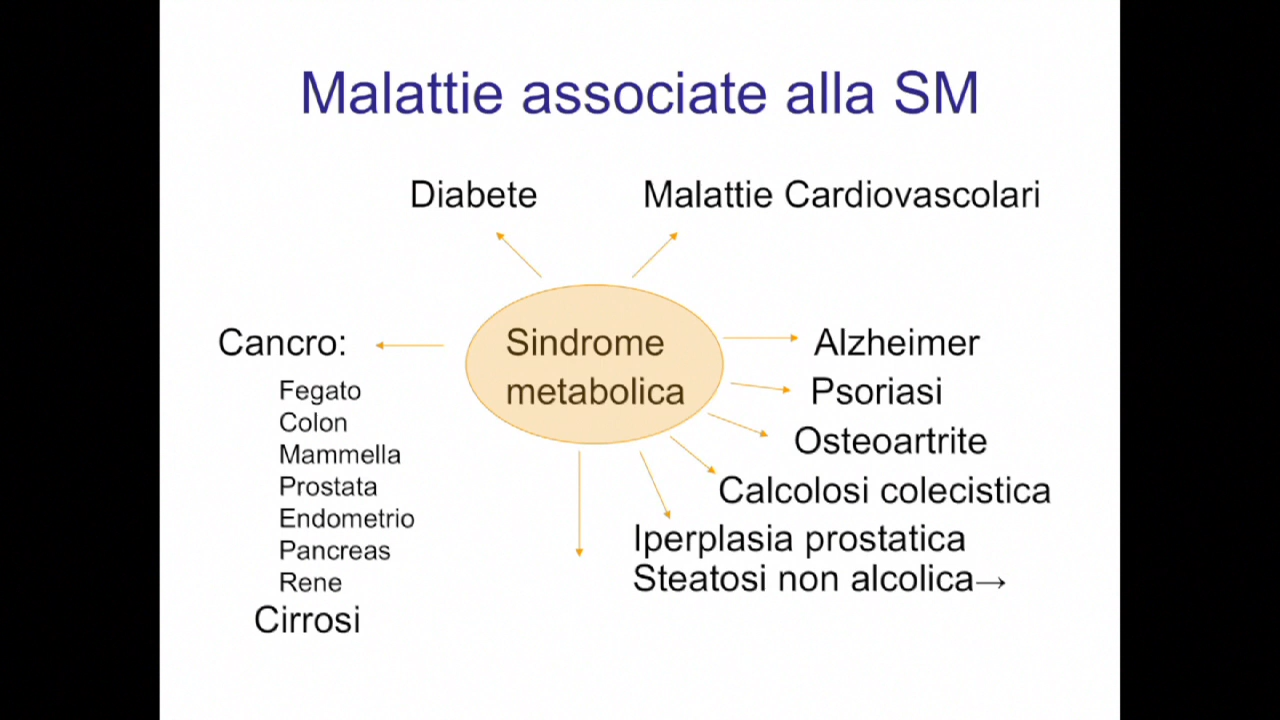 Malattie associate alla SM
Diabete
Malattie Cardiovascolari
Sindrome
metabolica
Cancro:
Fegato
Colon
Mammella
Prostata
Endometrio
Pancreas
Rene
Cirrosi
Alzheimer
Psoriasi
Osteoartrite
Calcolosi colecistica
Iperplasia prostatica
Steatosi non alcolica→